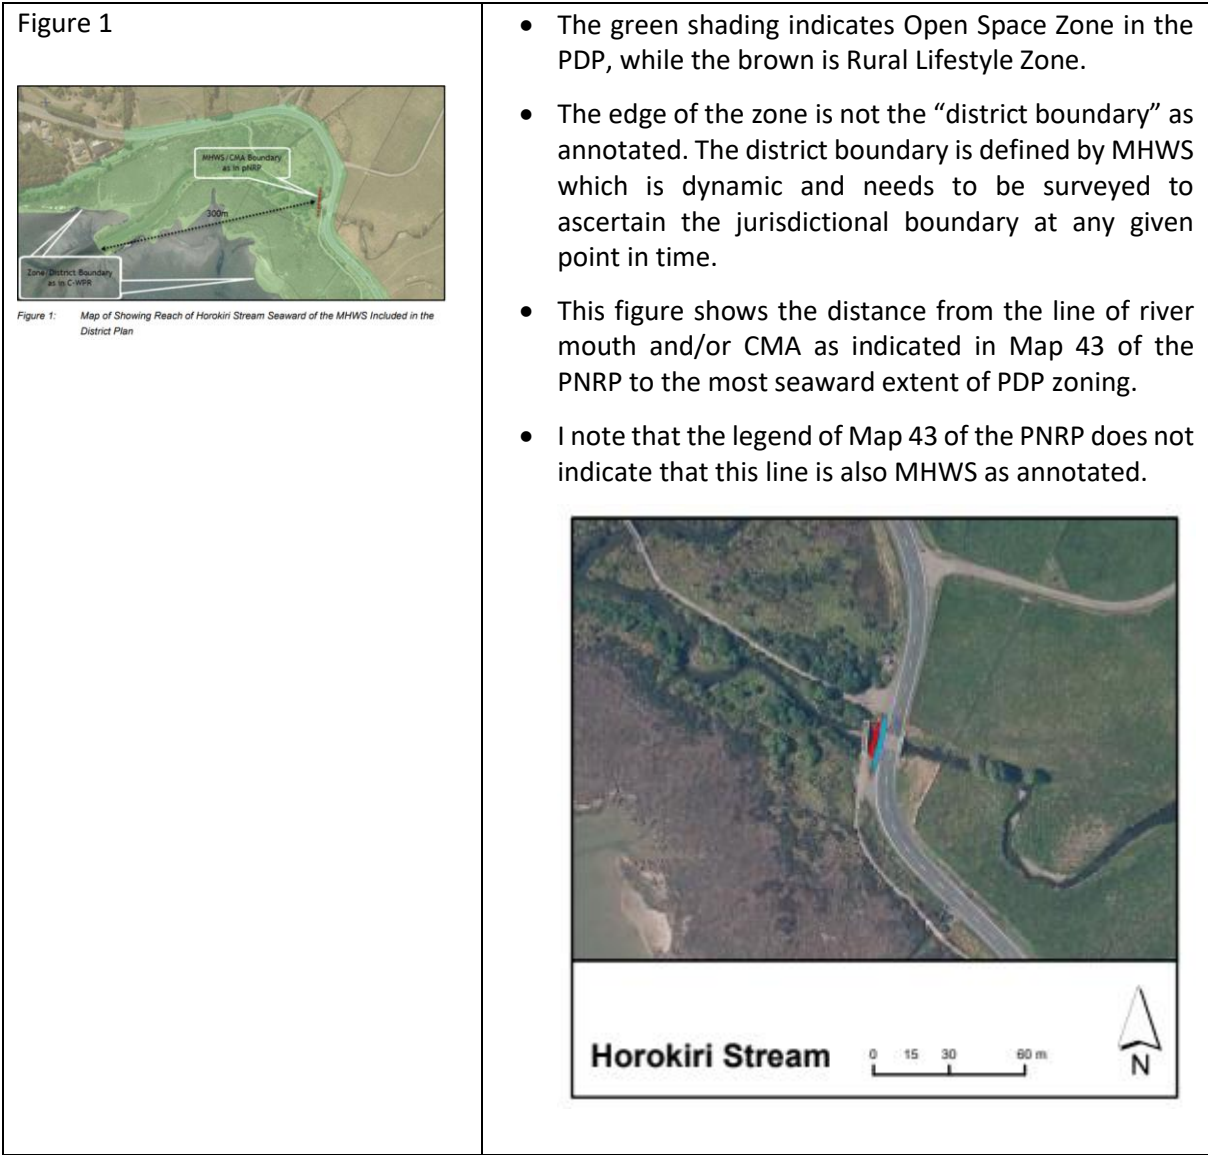 Figure 1
MHWS/CMA Boundary
as in pNRP
300m
Zone/District Boundary
as in C-WPR
Figure 1: Map of Showing Reach of Horokiri Stream Seaward of the MHWS Included in the
District Plan
• The green shading indicates Open Space Zone in the
PDP, while the brown is Rural Lifestyle Zone.
• The edge of the zone is not the “district boundary” as
annotated. The district boundary is defined by MHWS
which is dynamic and needs to be surveyed to
ascertain the jurisdictional boundary at any given
point in time.
• This figure shows the distance from the line of river
mouth and/or CMA as indicated in Map 43 of the
PNRP to the most seaward extent of PDP zoning.
• I note that the legend of Map 43 of the PNRP does not
indicate that this line is also MHWS as annotated.
Horokiri Stream
0 15 30 60 m
N